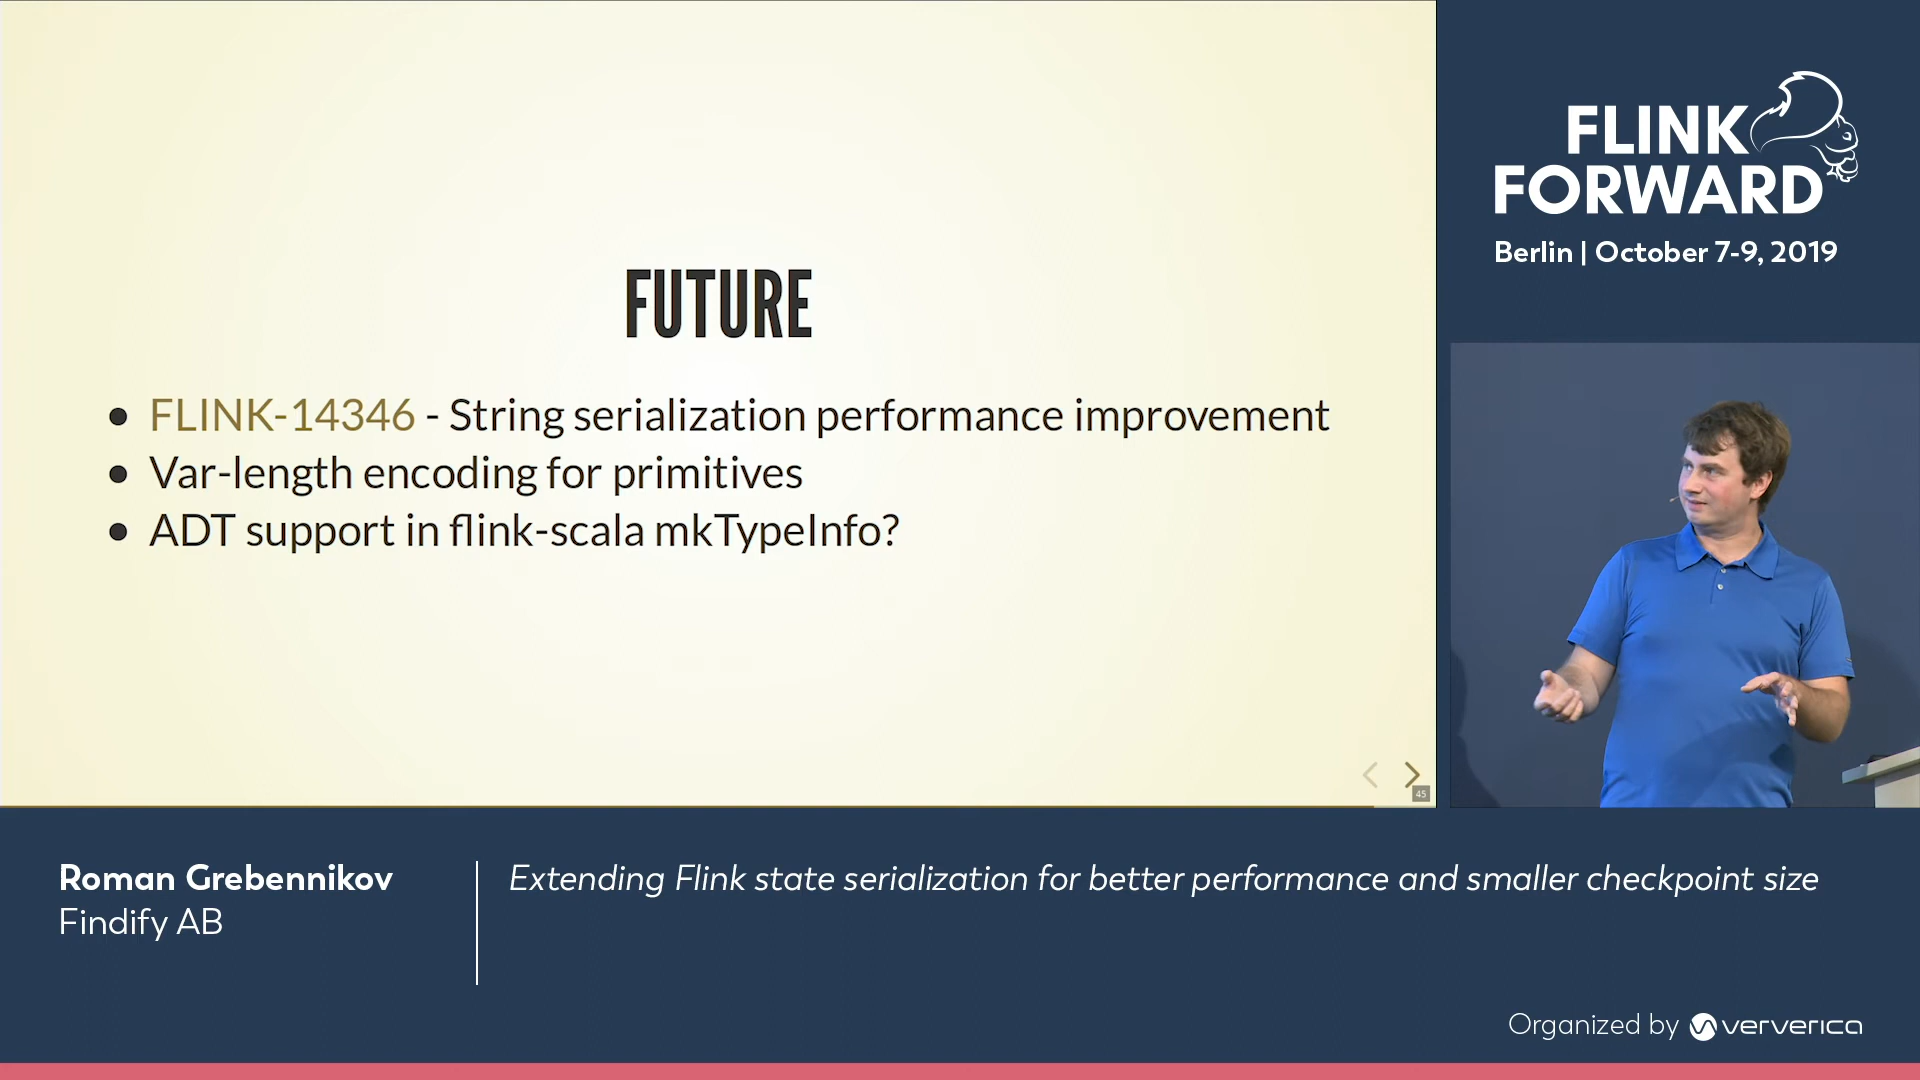 FUTURE
FLINK-14346 - String serialization performance improvement
Var-length encoding for primitives
ADT support in flink-scala mkTypeInfo?
45
FLINK
FORWARD
Berlin | October 7-9, 2019
Roman Grebennikov
Findify AB
Extending Flink state serialization for better performance and smaller checkpoint size
Organized by ververica